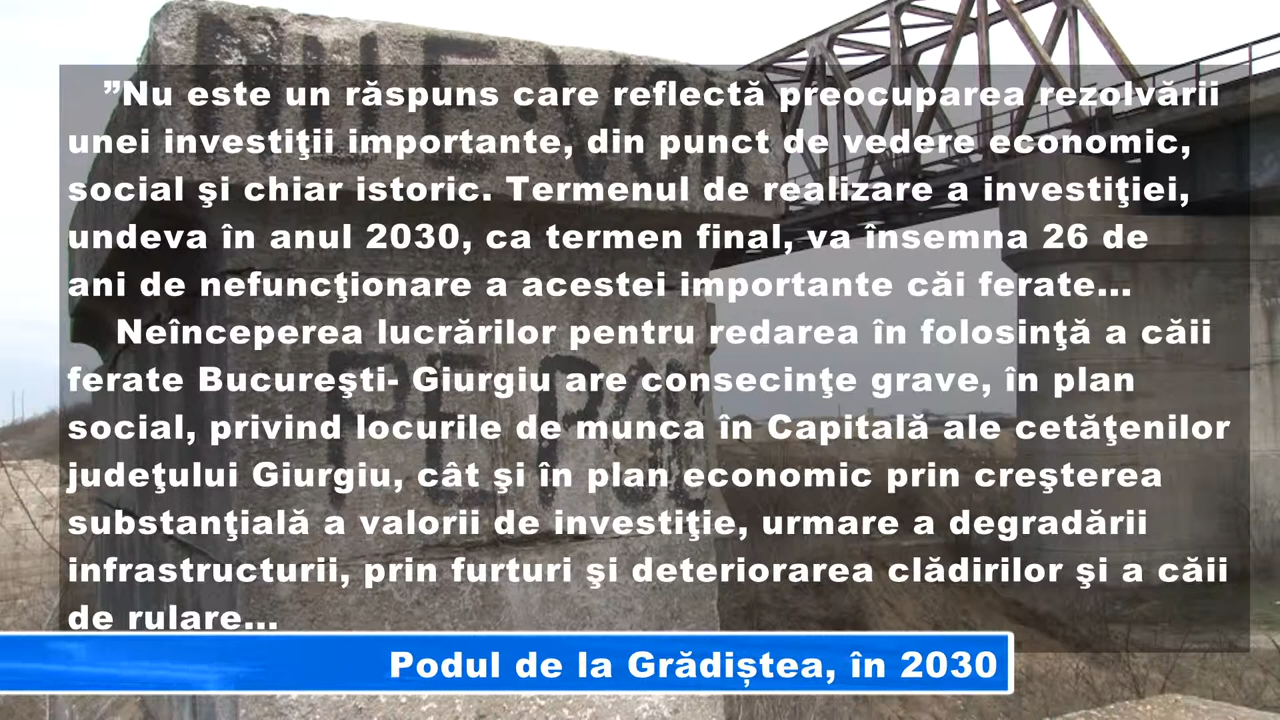 ”Nu este un răspuns care reflectă preocuparea rezolvării
unei investiţii importante, din punct de vedere economic,
social şi chiar istoric. Termenul de realizare a investiţiei,
undeva în anul 2030, ca termen final, va însemna 26 de
ani de nefuncţionare a acestei importante căi ferate...
Neînceperea lucrărilor pentru redarea în folosinţă a căii
ferate Bucureşti- Giurgiu are consecinţe grave, în plan
social, privind locurile de munca în Capitală ale cetăţenilor
judeţului Giurgiu, cât şi în plan economic prin creşterea
substanţială a valorii de investiţie, urmare a degradării
infrastructurii, prin furturi şi deteriorarea clădirilor şi a căii
de rulare...
Podul de la Grădiștea, în 2030